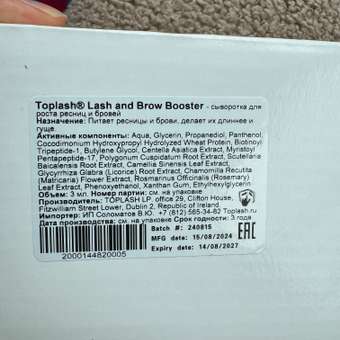 Toplash® Lash and Brow Booster - сыворотка для
роста ресниц и бровей
Назначение: Питает ресницы и брови, делает их длиннее и
гуще.
Активные компоненты: Aqua, Glycerin, Propanediol, Panthenol,
Cocodimonium Hydroxypropyl Hydrolyzed Wheat Protein, Biotinoyl
Tripeptide-1, Butylene Glycol, Centella Asiatica Extract, Myristoyl
Pentapeptide-17, Polygonum Cuspidatum Root Extract, Scutellaria
Baicalensis Root Extract, Camellia Sinensis Leaf Extract,
Glycyrrhiza Glabra (Licorice) Root Extract, Chamomilla Recutita
(Matricaria) Flower Extract, Rosmarinus Officinalis (Rosemary)
Leaf Extract, Phenoxyethanol, Xanthan Gum, Ethylhexylglycerin
Объем: 3 мл. Номер партии: см. на упаковке
Производитель: TOPLASH LP. office 29, Clifton House,
Fitzwilliam Street Lower, Dublin 2, Republic of Ireland.
Импортер: ИП Соломатов В.Ю. +7 (812) 565-34-82 Toplash.ru
Дата производства: см. на упаковке Срок годности: 3 года
Batch # 240815
MFG date 15/08/2024
Expiry date 14/08/2027
EAC
2000144820005